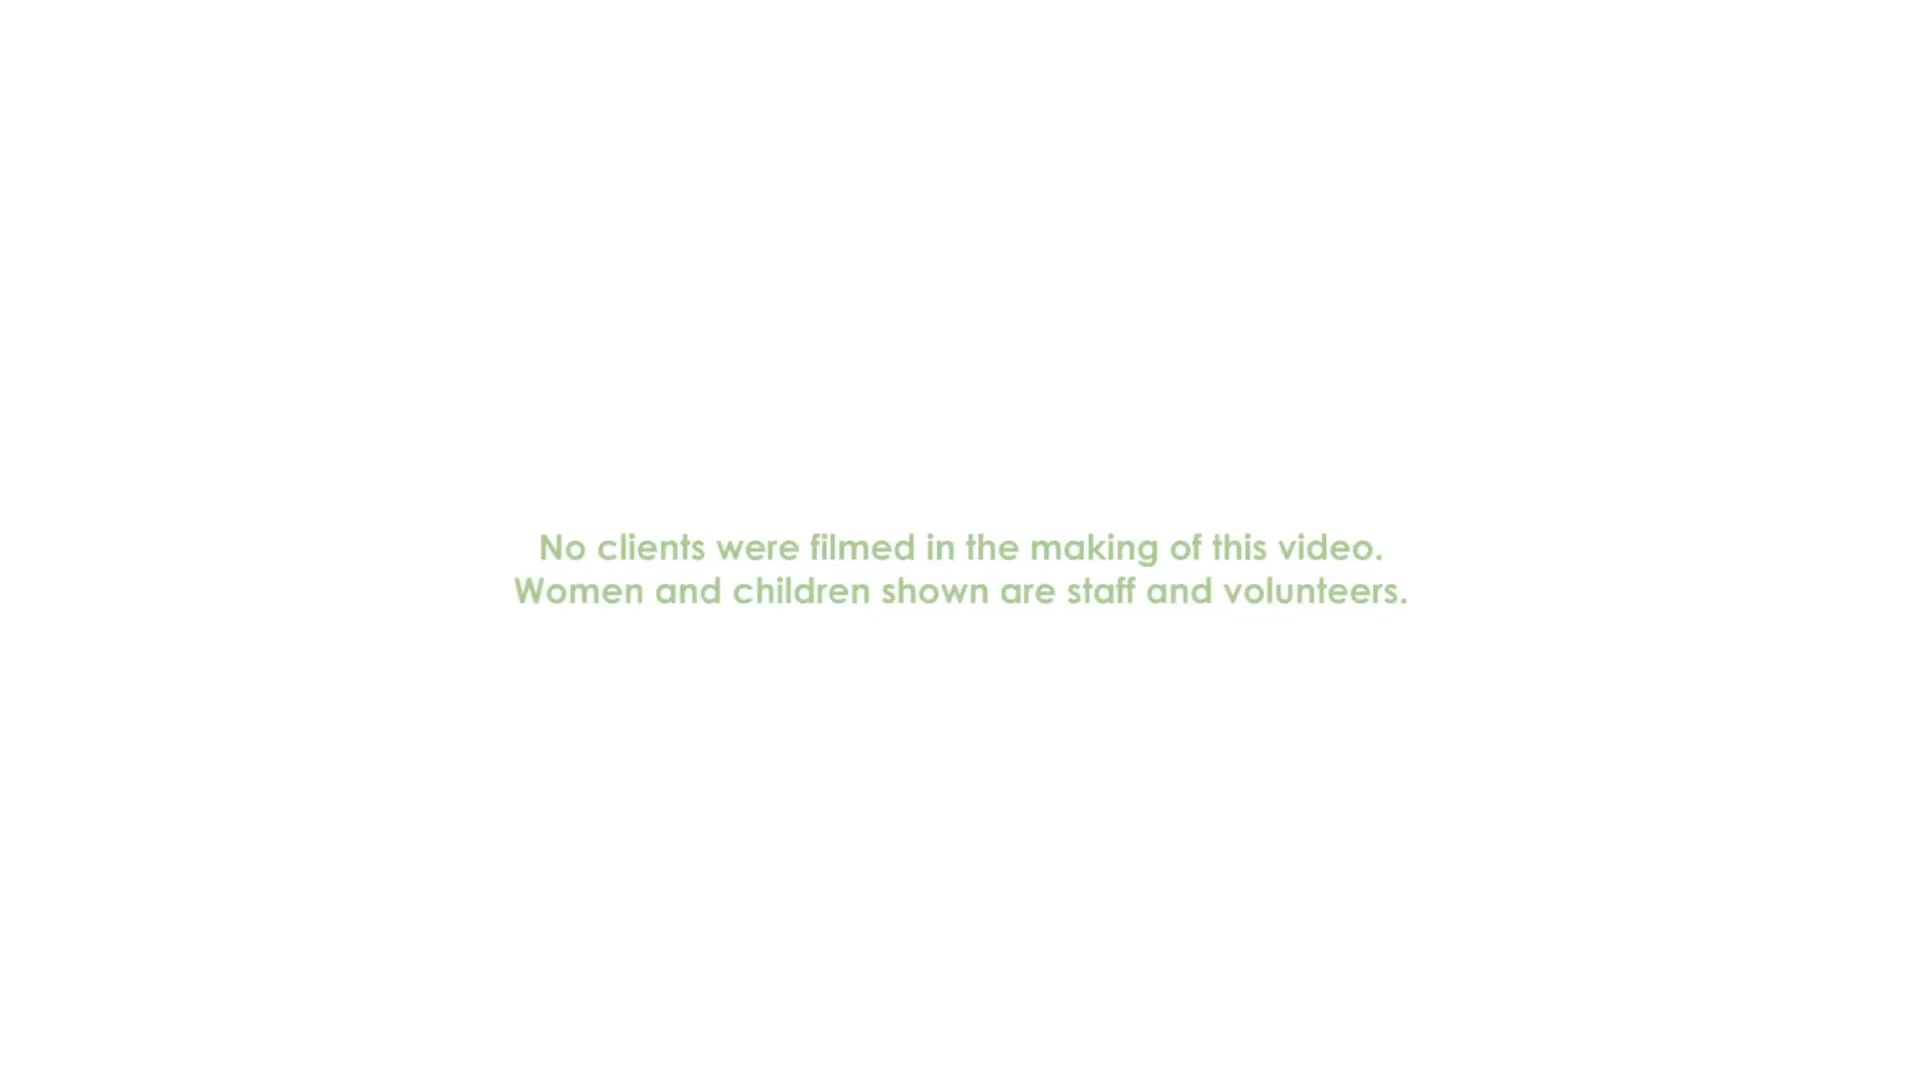 No clients were filmed in the making of this video.
Women and children shown are staff and volunteers.